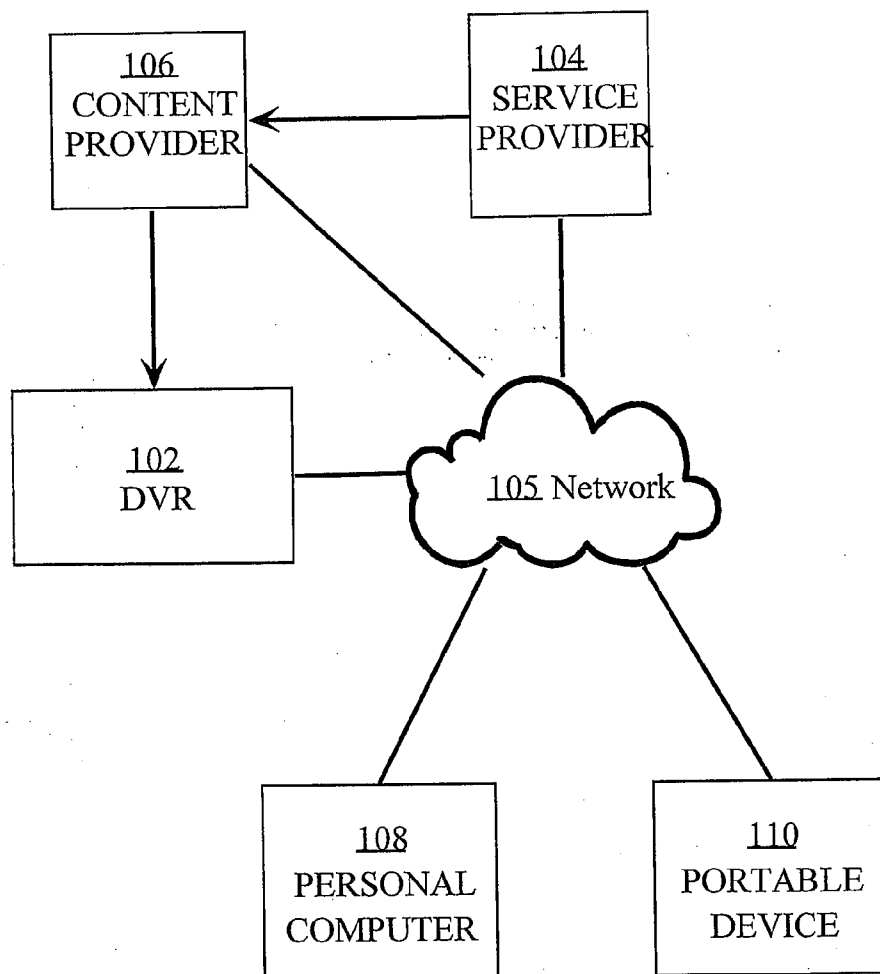 106
CONTENT
PROVIDER
104
SERVICE
PROVIDER
102
DVR
105 Network
108
PERSONAL
COMPUTER
110
PORTABLE
DEVICE